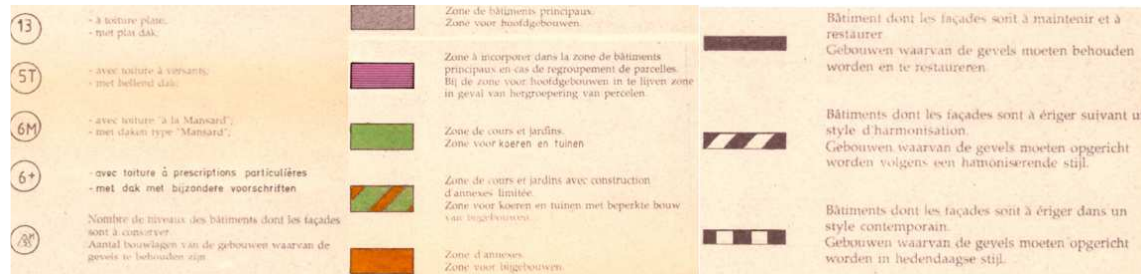 13
- à toiture plate;
- met plat dak;
5T
- avec toiture à versants;
- met hellend dak;
6M
- avec toiture "à la Mansard";
- met daken type "Mansard";
6+
- avec toiture à prescriptions particulières
- met dak met bijzondere voorschriften
Nombre de niveaux des bâtiments dont les façades
sont à conserver.
Aantal bouwlagen van de gebouwen waarvan de
gevels te behouden zijn.
Zone de bâtiments principaux.
Zone voor hoofdgebouwen.
Zone à incorporer dans la zone de bâtiments
principaux en cas de regroupement de parcelles.
Bij de zone voor hoofdgebouwen in te lijven zone
in geval van hergroepering van percelen.
Zone de cours et jardins.
Zone voor koeren en tuinen
Zone de cours et jardins avec construction
d'annexes limitée.
Zone voor koeren en tuinen met beperkte bouw
van bijgebouwen.
Zone d'annexes.
Zone voor bijgebouwen.
Bâtiment dont les façades sont à maintenir et à
restaurer
Gebouwen waarvan de gevels moeten behouden
worden en te restaureren.
Bâtiments dont les façades sont à ériger suivant u
style d'harmonisation.
Gebouwen waarvan de gevels moeten opgericht
worden volgens een hamoniserende stijl.
Bâtiments dont les façades sont à ériger dans un
style contemporain.
Gebouwen waarvan de gevels moeten opgericht
worden in hedendaagse stijl.